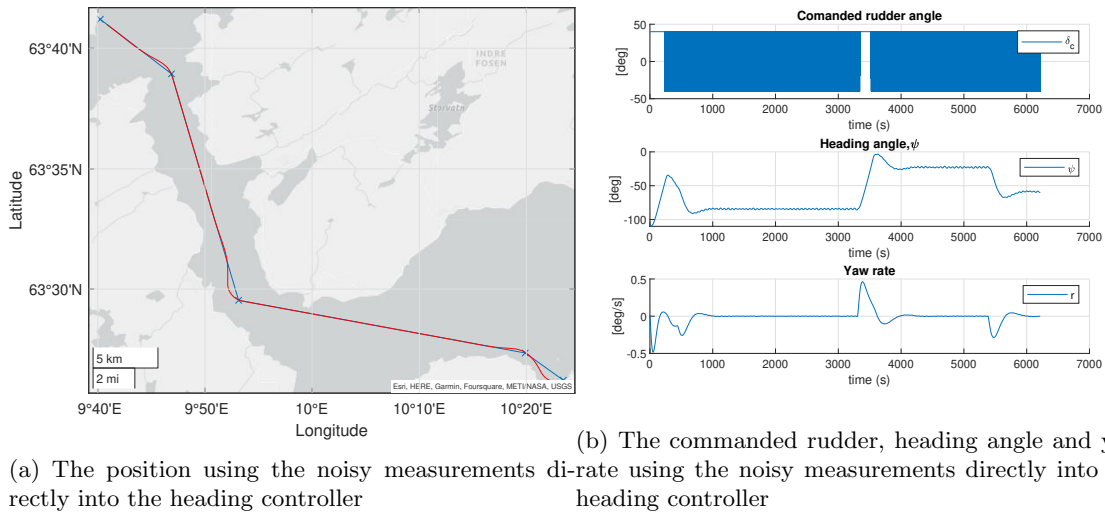 63°40'N
63°35'N
63°30'N
Latitude
INDRE
FOSEN
Storvatn
5 km
2 mi
Esri, HERE, Garmin, Foursquare, METI/NASA, USGS
9°40'E 9°50'E 10°E 10°10'E 10°20'E
Longitude
(a) The position using the noisy measurements di-
rectly into the heading controller
Comanded rudder angle
δc
[deg]
50
0
-50
0 1000 2000 3000 4000 5000 6000 7000
time (s)
Heading angle,ψ
ψ
[deg]
0
-50
-100
0 1000 2000 3000 4000 5000 6000 7000
time (s)
Yaw rate
r
[deg/s]
0.5
0
-0.5
0 1000 2000 3000 4000 5000 6000 7000
time (s)
(b) The commanded rudder, heading angle and y
rate using the noisy measurements directly into
heading controller